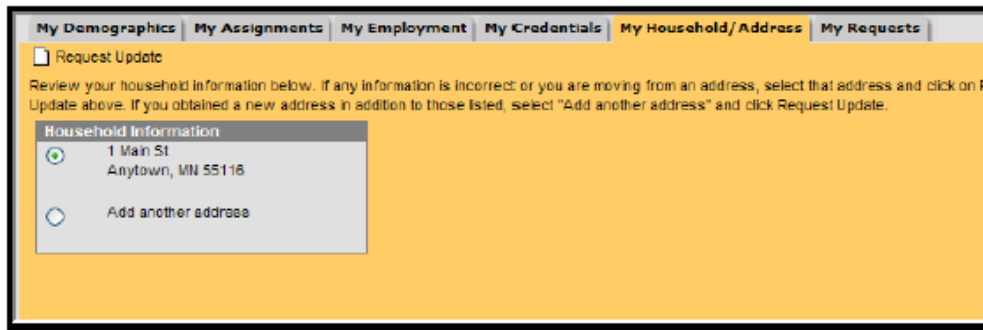 My Demographics My Assignments My Employment My Credentials My Household/Address My Requests
Request Update
Review your household information below. If any information is incorrect or you are moving from an address, select that address and click on
Update above. If you obtained a new address in addition to those listed, select "Add another address" and click Request Update.
Household Information
1 Main St
Anytown, MN 55116
Add another address